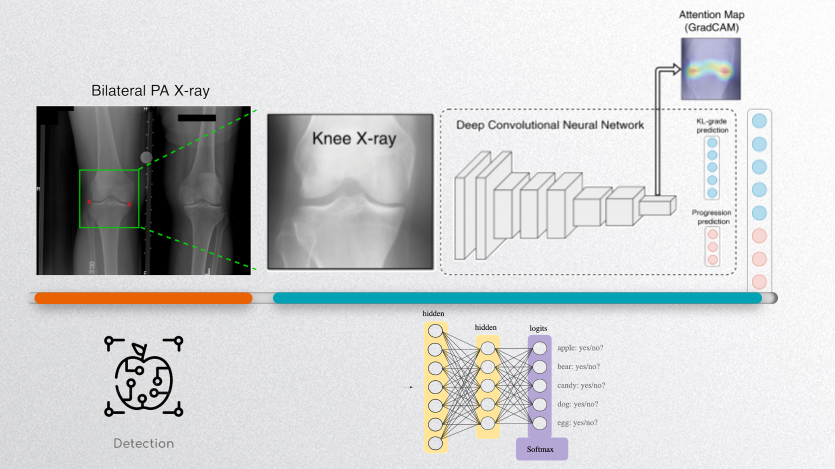 Attention Map
(GradCAM)
Bilateral PA X-ray
Knee X-ray
Deep Convolutional Neural Network
KL-grade
prediction
Progression
prediction
hidden
hidden
logits
apple: yes/no?
bear: yes/no?
candy: yes/no?
dog: yes/no?
egg: yes/no?
Softmax
Detection